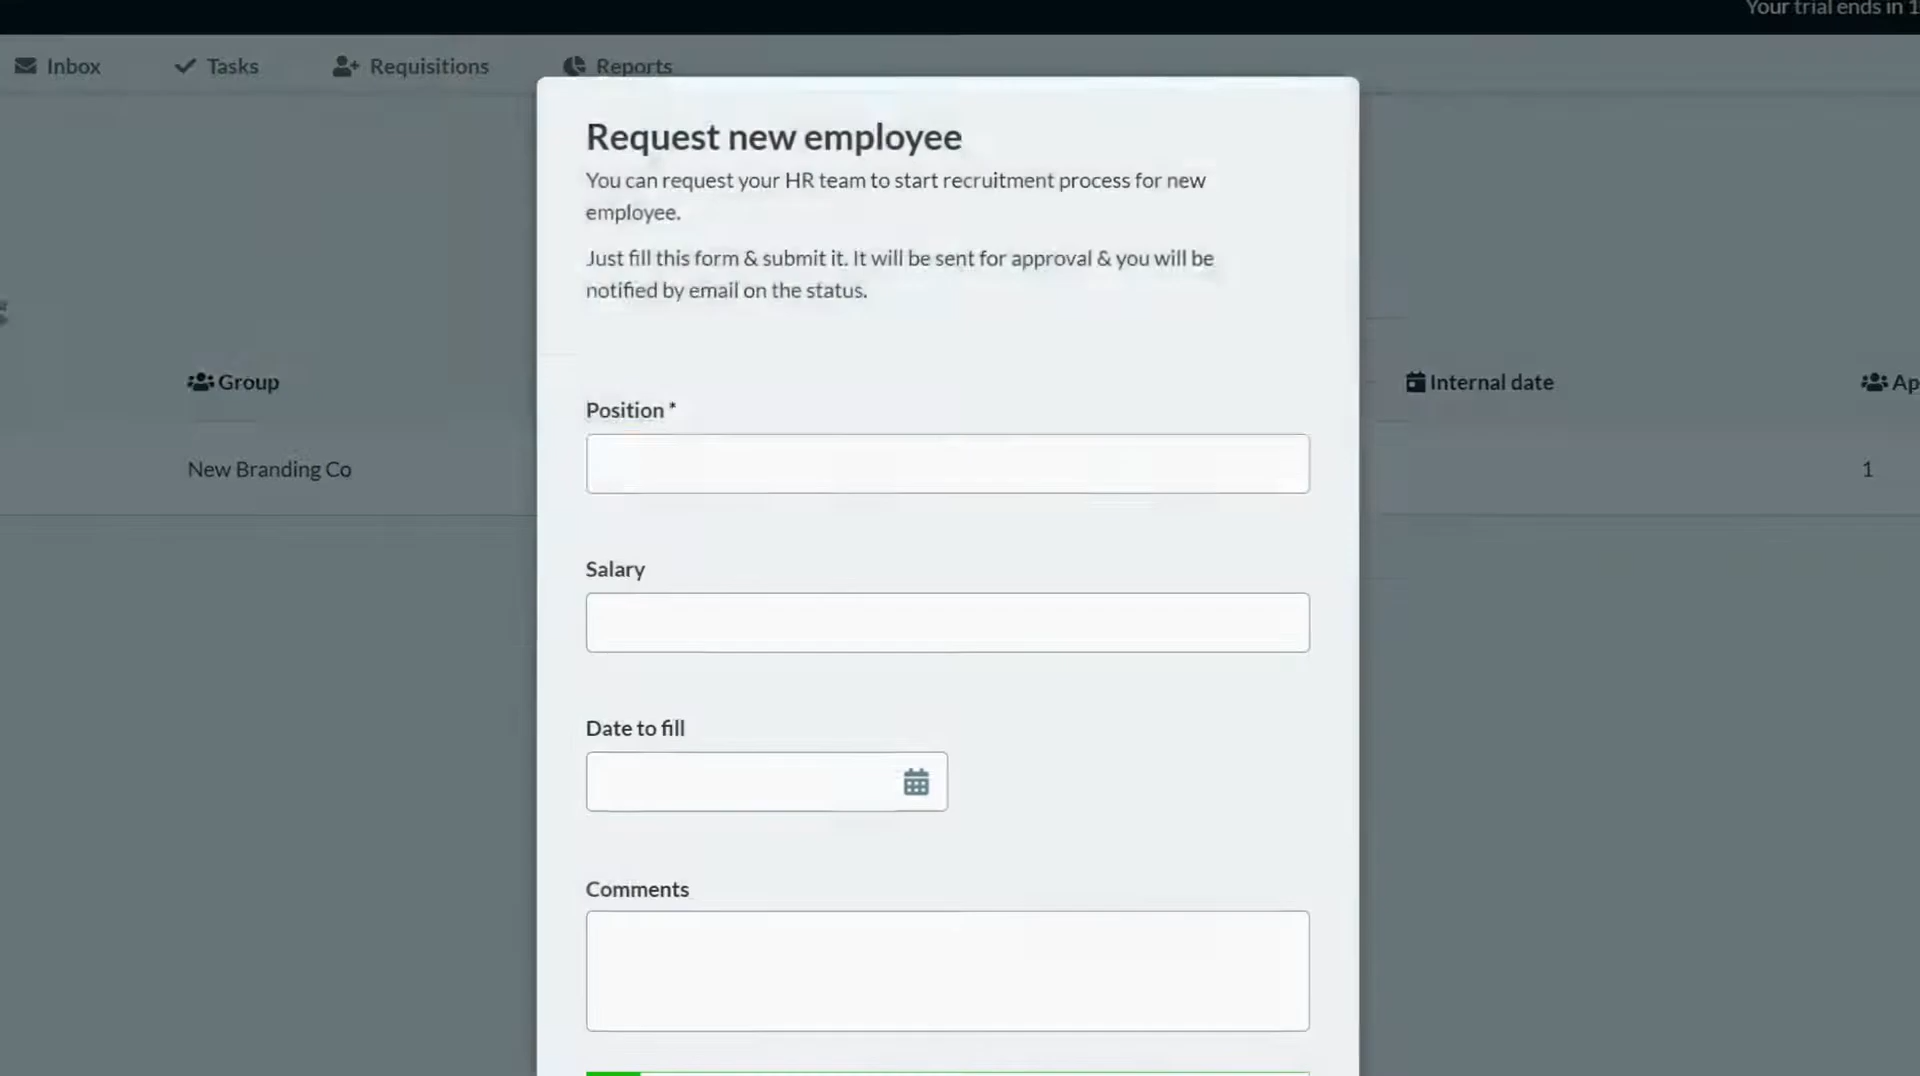 Your trial ends in 1
Inbox
Tasks
Requisitions
Reports
Request new employee
You can request your HR team to start recruitment process for new
employee.
Just fill this form & submit it. It will be sent for approval & you will be
notified by email on the status.
Group
Internal date
Ap
Position *
New Branding Co
1
Salary
Date to fill
Comments